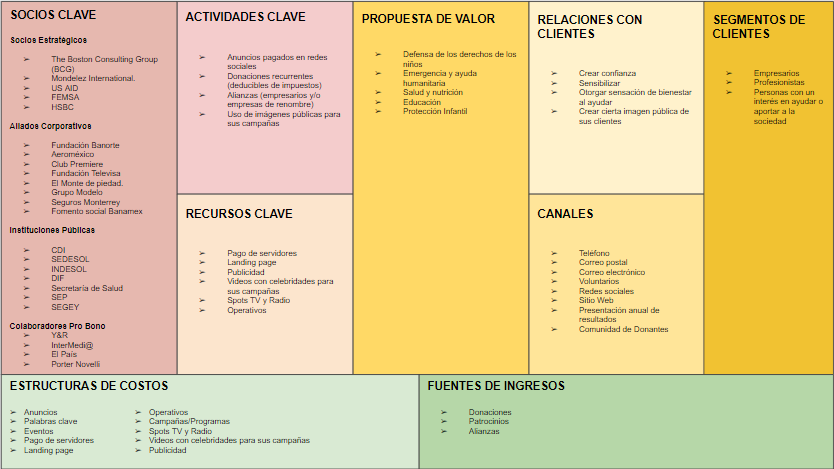 SOCIOS CLAVE
Socios Estratégicos
➢ The Boston Consulting Group
(BCG)
➢ Mondelez International.
➢ US AID
➢ FEMSA
➢ HSBC
Aliados Corporativos
➢ Fundación Banorte
➢ Aeroméxico
➢ Club Premiere
➢ Fundación Televisa
➢ El Monte de piedad.
➢ Grupo Modelo
➢ Seguros Monterrey
➢ Fomento social Banamex
Instituciones Públicas
➢ CDI
➢ SEDESOL
➢ INDESOL
➢ DIF
➢ Secretaría de Salud
➢ SEP
➢ SEGEY
Colaboradores Pro Bono
➢ Y&R
➢ InterMedi@
➢ El País
➢ Porter Novelli
ACTIVIDADES CLAVE
➢ Anuncios pagados en redes
sociales
➢ Donaciones recurrentes
(deducibles de impuestos)
➢ Alianzas (empresarios y/o
empresas de renombre)
➢ Uso de imágenes públicas para
sus campañas
RECURSOS CLAVE
➢ Pago de servidores
➢ Landing page
➢ Publicidad
➢ Videos con celebridades para
sus campañas
➢ Spots TV y Radio
➢ Operativos
PROPUESTA DE VALOR
➢ Defensa de los derechos de los
niños
➢ Emergencia y ayuda
humanitaria
➢ Salud y nutrición
➢ Educación
➢ Protección Infantil
RELACIONES CON
CLIENTES
➢ Crear confianza
➢ Sensibilizar
➢ Otorgar sensación de bienestar
al ayudar
➢ Crear cierta imagen pública de
sus clientes
CANALES
➢ Teléfono
➢ Correo postal
➢ Correo electrónico
➢ Voluntarios
➢ Redes sociales
➢ Sitio Web
➢ Presentación anual de
resultados
➢ Comunidad de Donantes
SEGMENTOS DE
CLIENTES
➢ Empresarios
➢ Profesionistas
➢ Personas con un
interés en ayudar o
aportar a la
sociedad
ESTRUCTURAS DE COSTOS
➢ Anuncios
➢ Palabras clave
➢ Eventos
➢ Pago de servidores
➢ Landing page
➢ Operativos
➢ Campañas/Programas
➢ Spots TV y Radio
➢ Videos con celebridades para sus campañas
➢ Publicidad
FUENTES DE INGRESOS
➢ Donaciones
➢ Patrocinios
➢ Alianzas